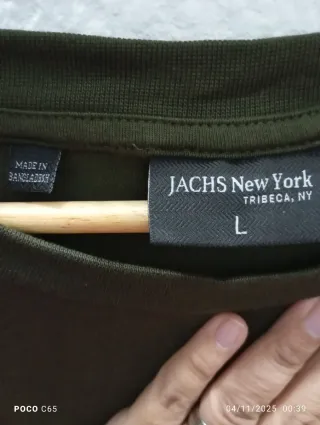 MADE IN
BANGLADESH
JACHS New York
TRIBECA, NY
L
POCO C65
04/11/2025 00:39